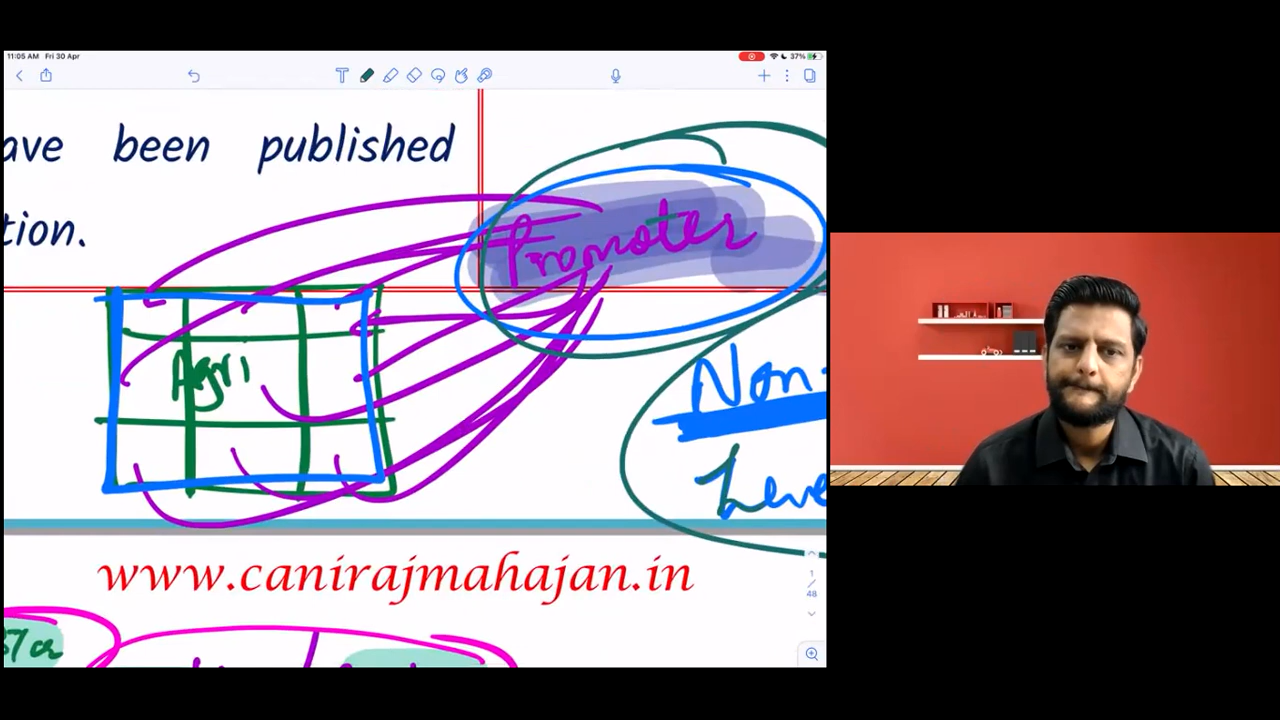 11:05 AM Fri 30 Apr
37%
ave been published
tion.
Promoter
Agri
Non-
Leve
www.canirajmahajan.in
1
/
48